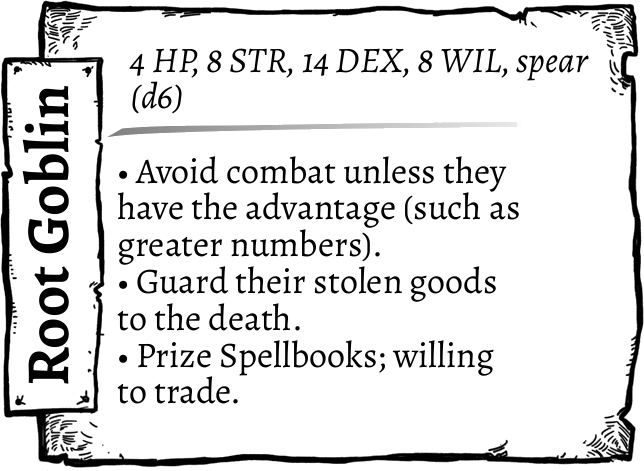 Root Goblin
4 HP, 8 STR, 14 DEX, 8 WIL, spear
(d6)
• Avoid combat unless they
have the advantage (such as
greater numbers).
• Guard their stolen goods
to the death.
• Prize Spellbooks; willing
to trade.